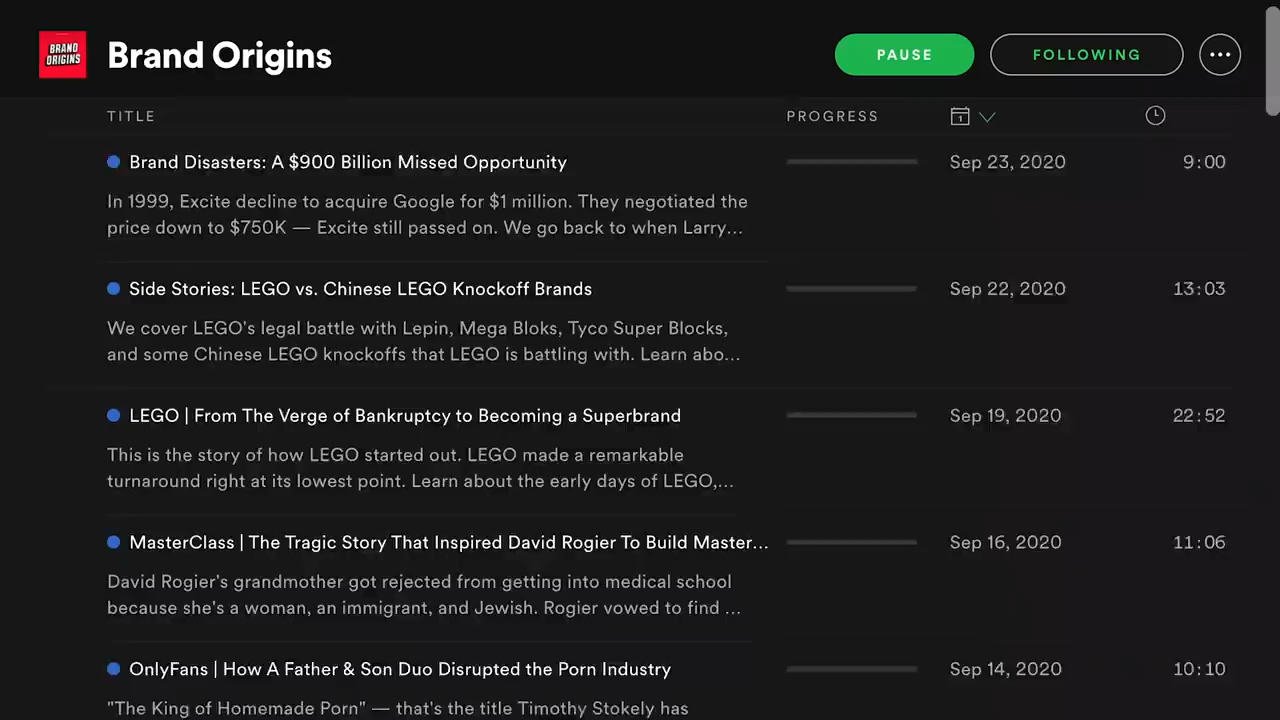 BRAND
ORIGINS
Brand Origins
PAUSE
FOLLOWING
TITLE
PROGRESS
1
Brand Disasters: A $900 Billion Missed Opportunity
Sep 23, 2020
9:00
In 1999, Excite decline to acquire Google for $1 million. They negotiated the
price down to $750K — Excite still passed on. We go back to when Larry...
Side Stories: LEGO vs. Chinese LEGO Knockoff Brands
Sep 22, 2020
13:03
We cover LEGO's legal battle with Lepin, Mega Bloks, Tyco Super Blocks,
and some Chinese LEGO knockoffs that LEGO is battling with. Learn abo...
LEGO | From The Verge of Bankruptcy to Becoming a Superbrand
Sep 19, 2020
22:52
This is the story of how LEGO started out. LEGO made a remarkable
turnaround right at its lowest point. Learn about the early days of LEGO,...
MasterClass | The Tragic Story That Inspired David Rogier To Build Master...
Sep 16, 2020
11:06
David Rogier's grandmother got rejected from getting into medical school
because she's a woman, an immigrant, and Jewish. Rogier vowed to find ...
OnlyFans | How A Father & Son Duo Disrupted the Porn Industry
Sep 14, 2020
10:10
"The King of Homemade Porn" — that's the title Timothy Stokely has